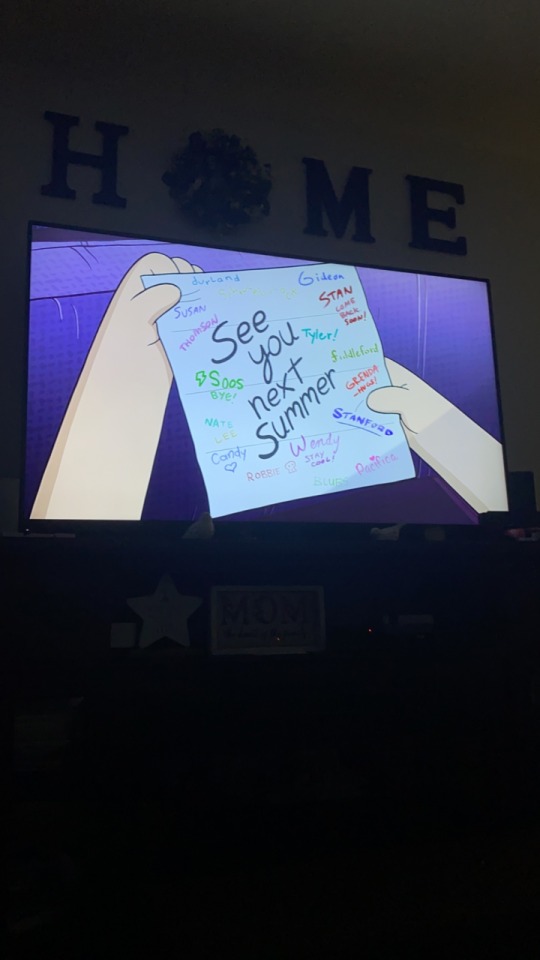 HOME
durland
Gideon
SUSAN
STAN
COME
BACK
SOON!
THOMPSON
See
you
next
Summer
Tyler!
fiddleford
SOOS
BYE!
GRENDA
NATE
LEE
STANFORD
Candy
Wendy
STAY
COOL!
ROBBIE
Pacifica
MOM